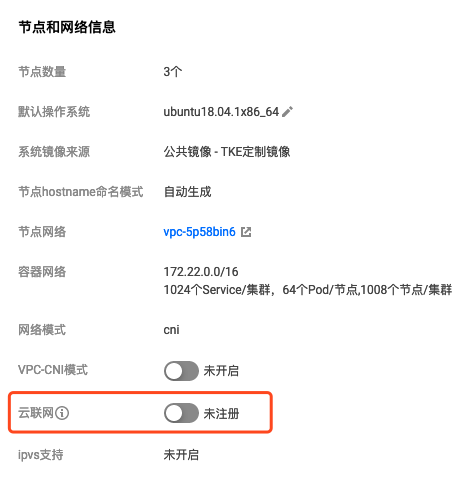 节点和网络信息
节点数量 3个
默认操作系统 ubuntu18.04.1x86_64
系统镜像来源 公共镜像 - TKE定制镜像
节点hostname命名模式 自动生成
节点网络 vpc-5p58bin6
容器网络 172.22.0.0/16
1024个Service/集群，64个Pod/节点,1008个节点/集群
网络模式 cni
VPC-CNI模式 未开启
云联网 未注册
ipvs支持 未开启